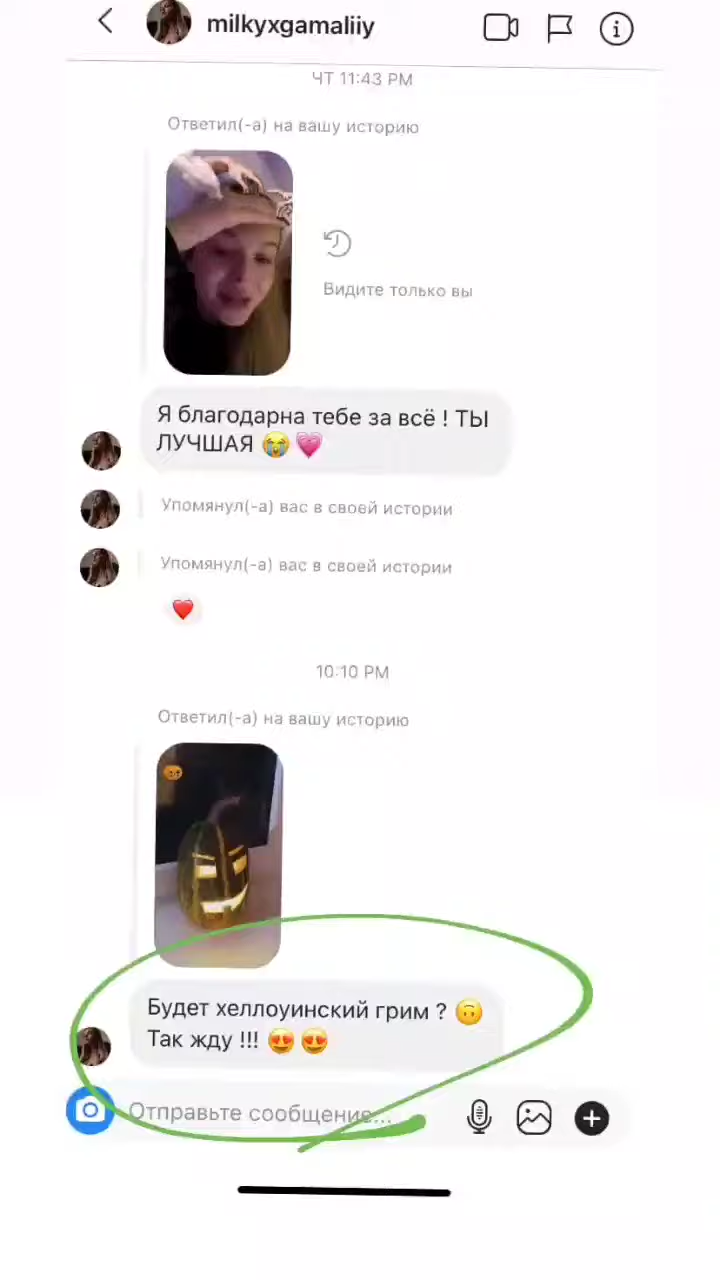 milkyxgamaliiy
ЧТ 11:43 PM
Ответил(-а) на вашу историю
Видите только вы
Я благодарна тебе за всё ! ТЫ
ЛУЧШАЯ 😭💗
Упомянул(-а) вас в своей истории
Упомянул(-а) вас в своей истории
❤️
10:10 PM
Ответил(-а) на вашу историю
Будет хеллоуинский грим ? 🙃
Так жду !!! 😍 😍
Отправьте сообщение...